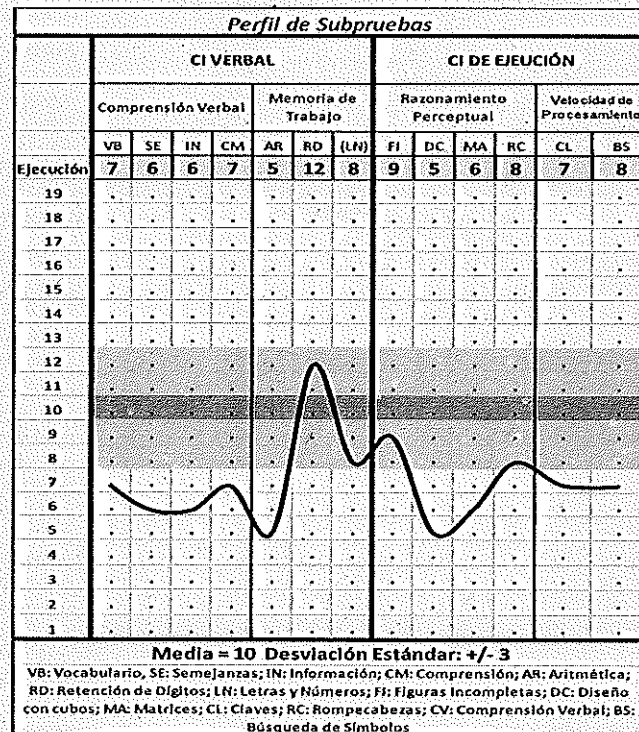 Perfil de Subpruebas
CI VERBAL CI DE EJECUCIÓN
Comprensión Verbal Memoria de Trabajo Razonamiento Perceptual Velocidad de Procesamiento
VB SE IN CM AR RD (LN) FI DC MA RC CL BS
Ejecución 7 6 6 7 5 12 8 9 5 6 8 7 8
19
18
17
16
15
14
13
12
11
10
9
8
7
6
5
4
3
2
1
Media = 10 Desviación Estándar: +/- 3
VB: Vocabulario, SE: Semejanzas; IN: Información; CM: Comprensión; AR: Aritmética;
RD: Retención de Dígitos; LN: Letras y Números; FI: Figuras Incompletas; DC: Diseño
con cubos; MA: Matrices; CL: Claves; RC: Rompecabezas; CV: Comprensión Verbal; BS:
Búsqueda de Símbolos